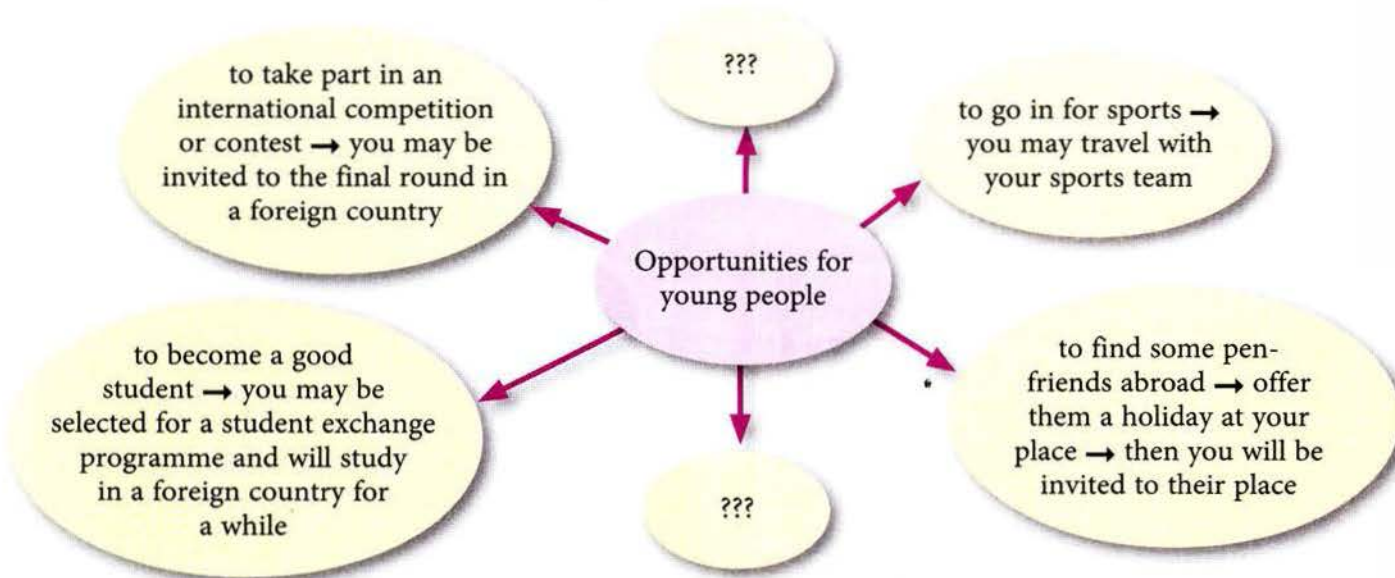 ???
to take part in an
international competition
or contest → you may be
invited to the final round in
a foreign country
to go in for sports →
you may travel with
your sports team
Opportunities for
young people
to become a good
student → you may be
selected for a student exchange
programme and will study
in a foreign country for
a while
to find some pen-
friends abroad → offer
them a holiday at your
place → then you will be
invited to their place
???